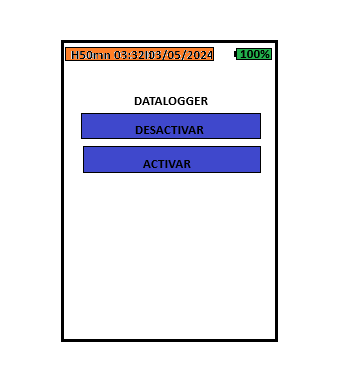 H50mn 03:32|03/05/2024 100%
DATALOGGER
DESACTIVAR
ACTIVAR